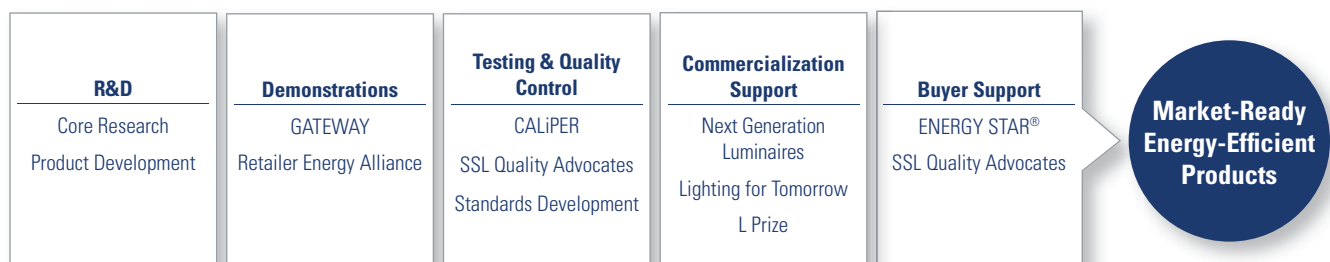 R&D
Core Research
Product Development
Demonstrations
GATEWAY
Retailer Energy Alliance
Testing & Quality
Control
CALiPER
SSL Quality Advocates
Standards Development
Commercialization
Support
Next Generation
Luminaires
Lighting for Tomorrow
L Prize
Buyer Support
ENERGY STAR®
SSL Quality Advocates
Market-Ready
Energy-Efficient
Products